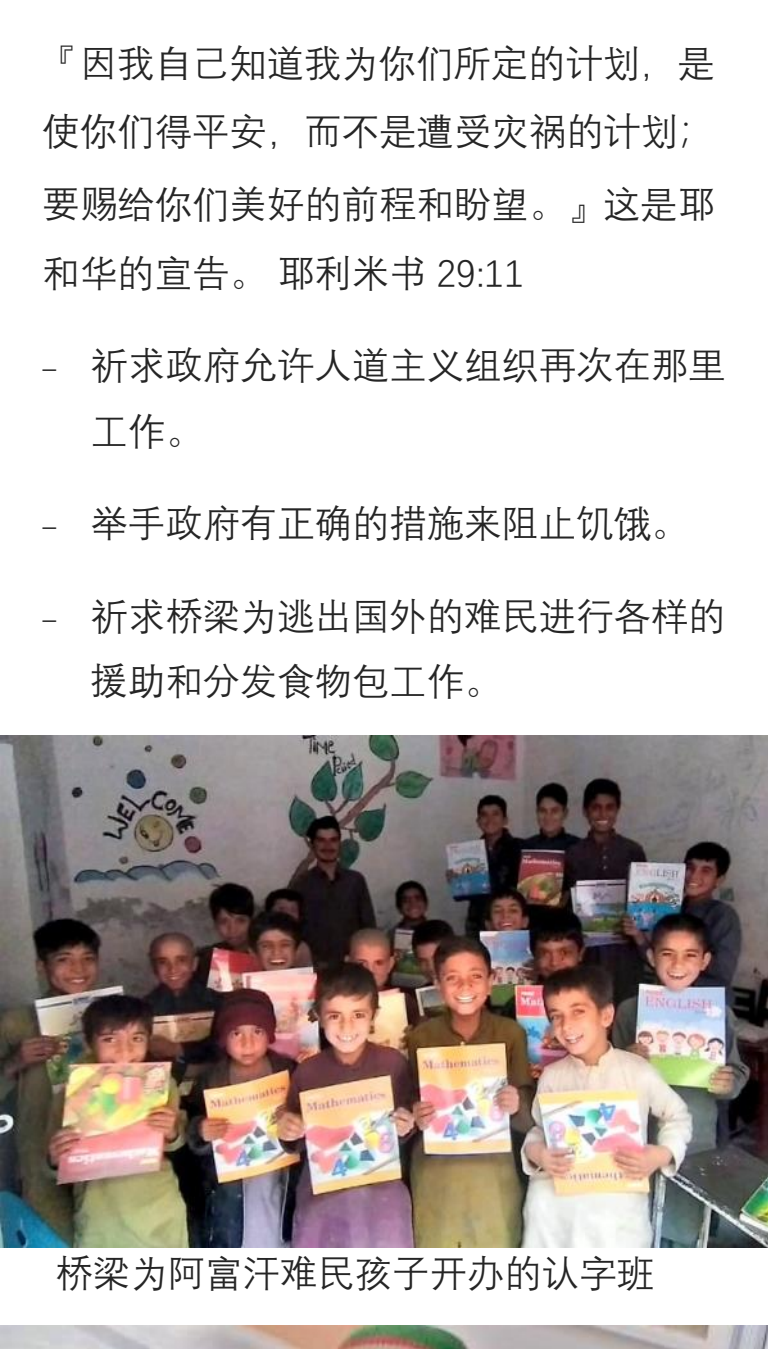 『因我自己知道我为你们所定的计划，是
使你们得平安，而不是遭受灾祸的计划；
要赐给你们美好的前程和盼望。』这是耶
和华的宣告。 耶利米书 29:11
– 祈求政府允许人道主义组织再次在那里
工作。
– 举手政府有正确的措施来阻止饥饿。
– 祈求桥梁为逃出国外的难民进行各样的
援助和分发食物包工作。
Time
Period
WELCOME
Mathematics
ENGLISH
Mat
ENGLISH
Mathematics
Mathematics
Mathematics
Mathematics
thematic
桥梁为阿富汗难民孩子开办的认字班